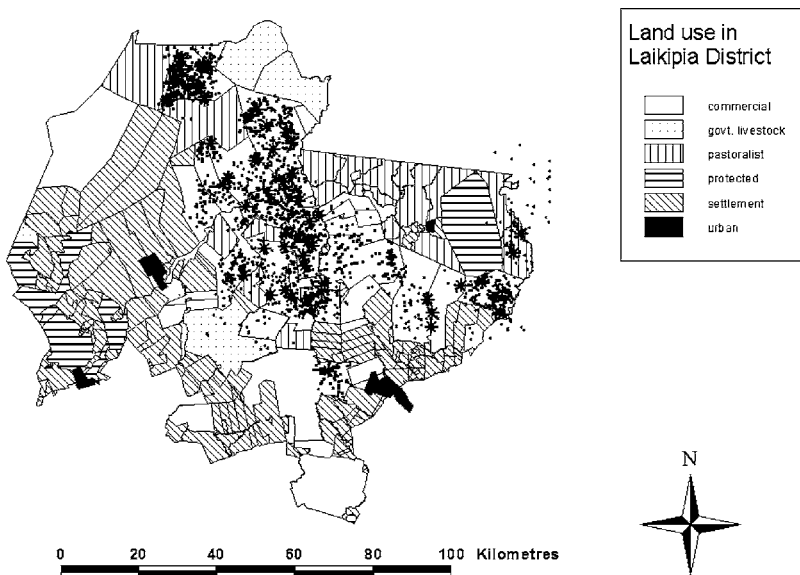 Land use in
Laikipia District
commercial
govt. livestock
pastoralist
protected
settlement
urban
N
0 20 40 60 80 100 Kilometres